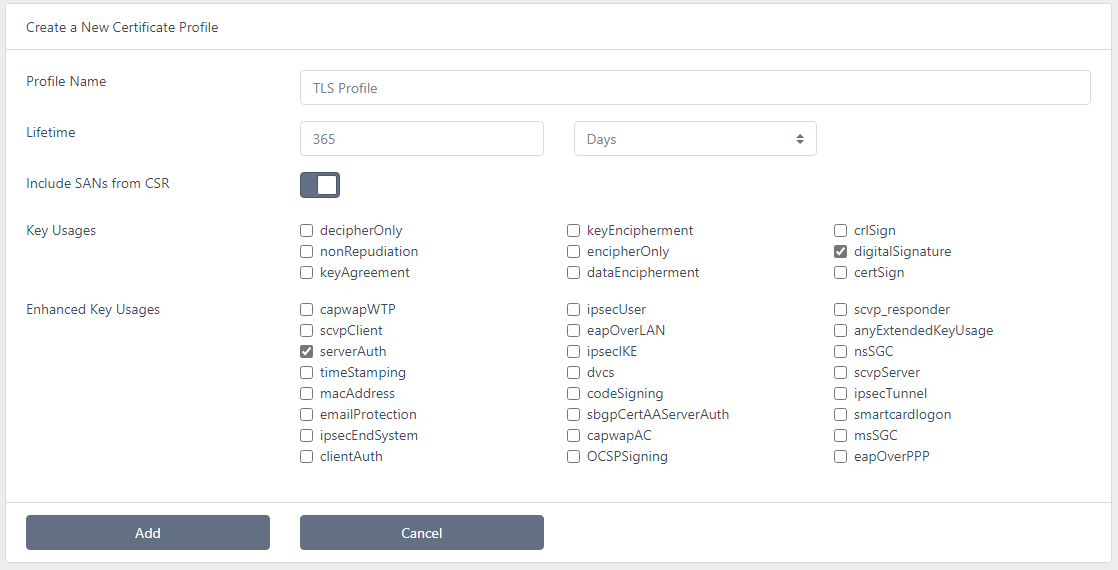 Create a New Certificate Profile
Profile Name
TLS Profile
Lifetime
365
Days
Include SANs from CSR
Key Usages
decipherOnly keyEncipherment crlSign
nonRepudiation encipherOnly digitalSignature
keyAgreement dataEncipherment certSign
Enhanced Key Usages
capwapWTP ipsecUser scvp_responder
scvpClient eapOverLAN anyExtendedKeyUsage
serverAuth ipsecIKE nsSGC
timeStamping dvcs scvpServer
macAddress codeSigning ipsecTunnel
emailProtection sbgpCertAAServerAuth smartcardlogon
ipsecEndSystem capwapAC msSGC
clientAuth OCSPSigning eapOverPPP
Add Cancel